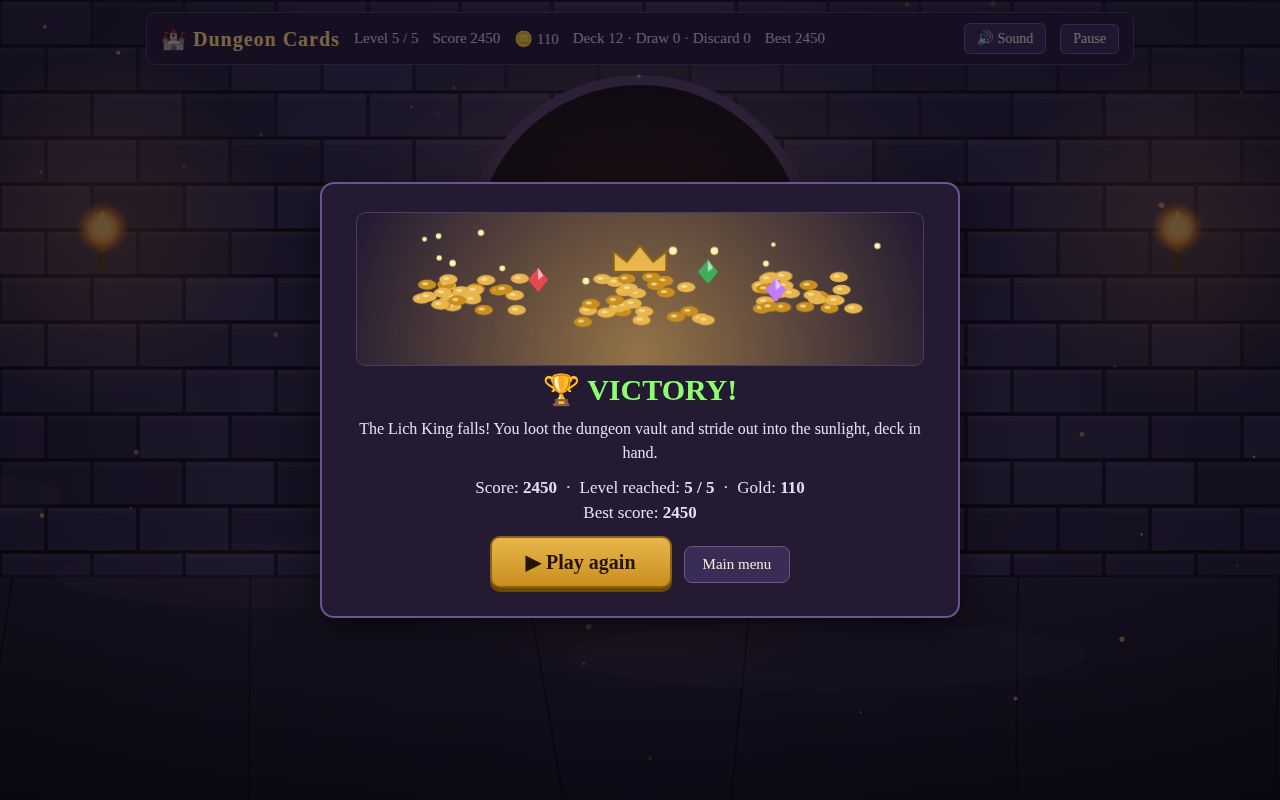 🏰 Dungeon Cards Level 5 / 5 Score 2450 🪙 110 Deck 12 · Draw 0 · Discard 0 Best 2450 🔊 Sound Pause
🏆 VICTORY!
The Lich King falls! You loot the dungeon vault and stride out into the sunlight, deck in
hand.
Score: 2450 · Level reached: 5 / 5 · Gold: 110
Best score: 2450
▶ Play again Main menu